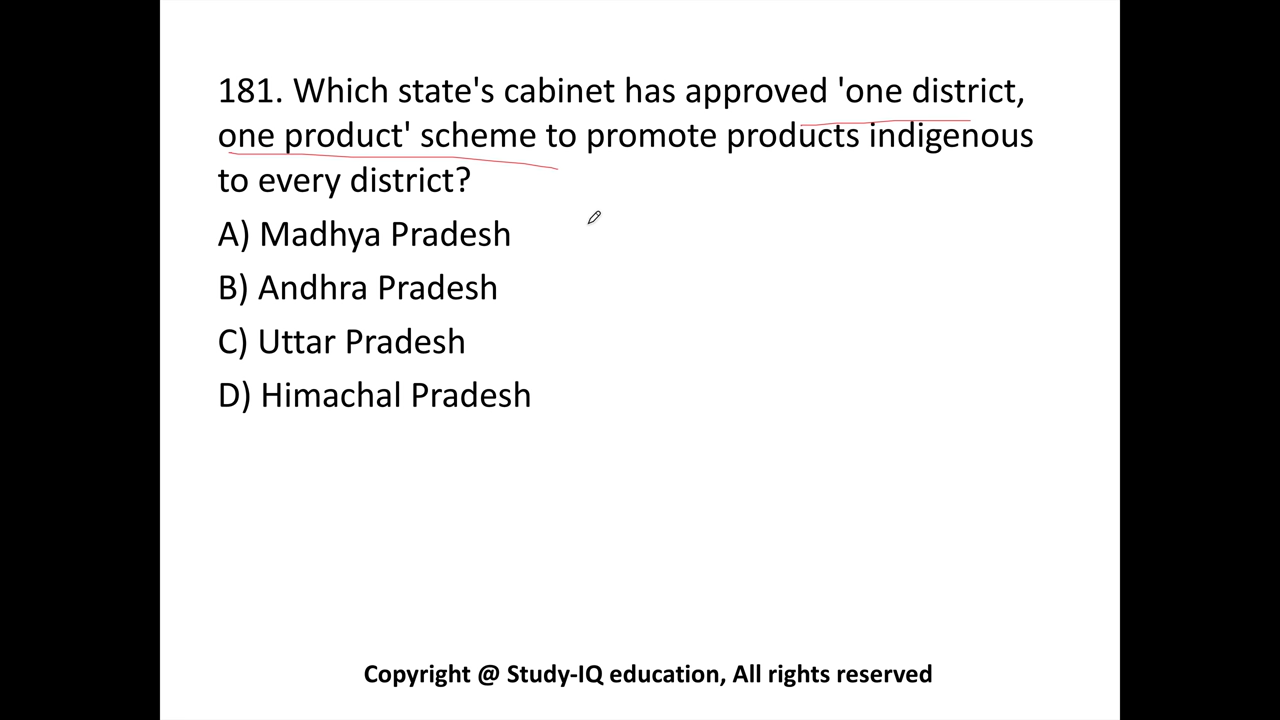 181. Which state's cabinet has approved 'one district,
one product' scheme to promote products indigenous
to every district?
A) Madhya Pradesh
B) Andhra Pradesh
C) Uttar Pradesh
D) Himachal Pradesh
Copyright @ Study-IQ education, All rights reserved